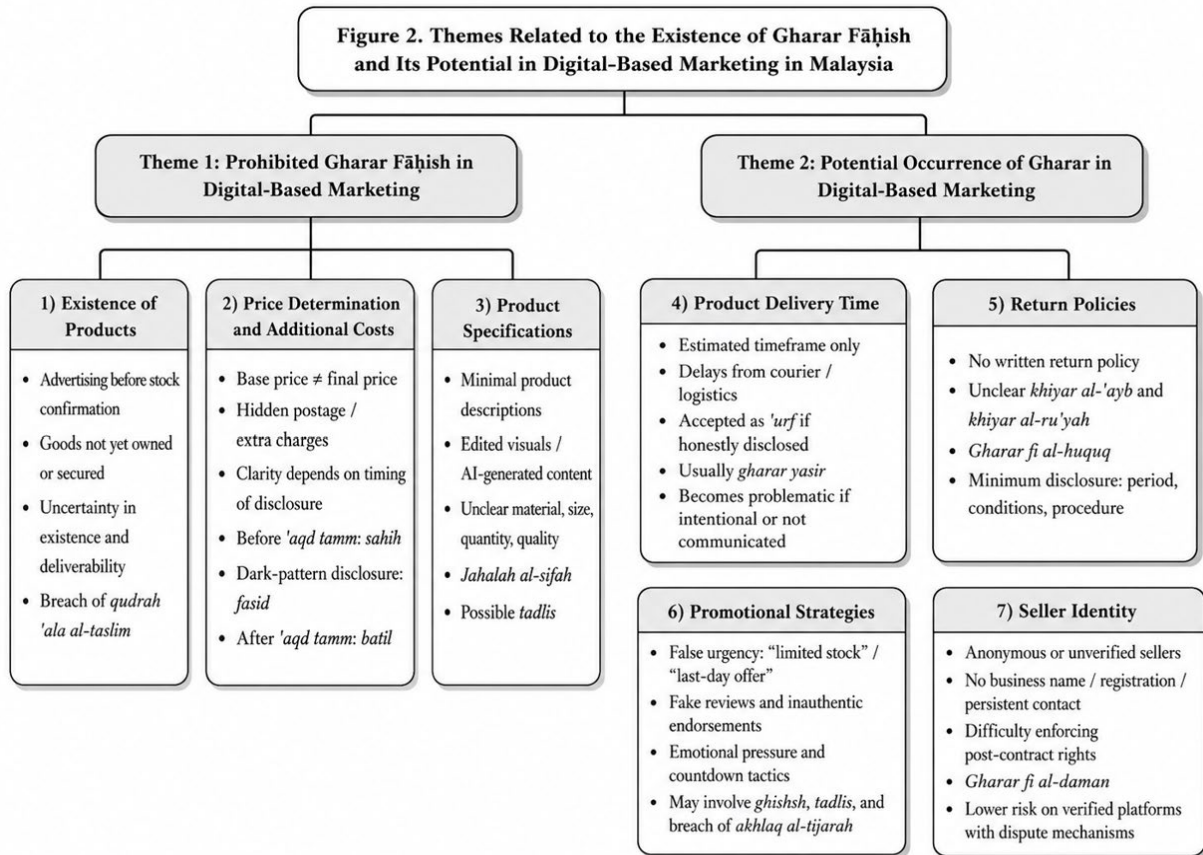 Figure 2. Themes Related to the Existence of Gharar Fāḥish
and Its Potential in Digital-Based Marketing in Malaysia
Theme 1: Prohibited Gharar Fāḥish in
Digital-Based Marketing
Theme 2: Potential Occurrence of Gharar in
Digital-Based Marketing
1) Existence of
Products
• Advertising before stock
confirmation
• Goods not yet owned
or secured
• Uncertainty in
existence and
deliverability
• Breach of qudrah
'ala al-taslim
2) Price Determination
and Additional Costs
• Base price ≠ final price
• Hidden postage /
extra charges
• Clarity depends on timing
of disclosure
• Before 'aqd tamm: sahih
• Dark-pattern disclosure:
fasid
• After 'aqd tamm: batil
3) Product
Specifications
• Minimal product
descriptions
• Edited visuals /
AI-generated content
• Unclear material, size,
quantity, quality
• Jahalah al-sifah
• Possible tadlis
4) Product Delivery Time
• Estimated timeframe only
• Delays from courier /
logistics
• Accepted as 'urf if
honestly disclosed
• Usually gharar yasir
• Becomes problematic if
intentional or not
communicated
5) Return Policies
• No written return policy
• Unclear khiyar al-'ayb and
khiyar al-ru'yah
• Gharar fi al-huquq
• Minimum disclosure: period,
conditions, procedure
6) Promotional Strategies
• False urgency: “limited stock” /
“last-day offer”
• Fake reviews and inauthentic
endorsements
• Emotional pressure and
countdown tactics
• May involve ghishsh, tadlis, and
breach of akhlaq al-tijarah
7) Seller Identity
• Anonymous or unverified sellers
• No business name / registration /
persistent contact
• Difficulty enforcing
post-contract rights
• Gharar fi al-daman
• Lower risk on verified platforms
with dispute mechanisms